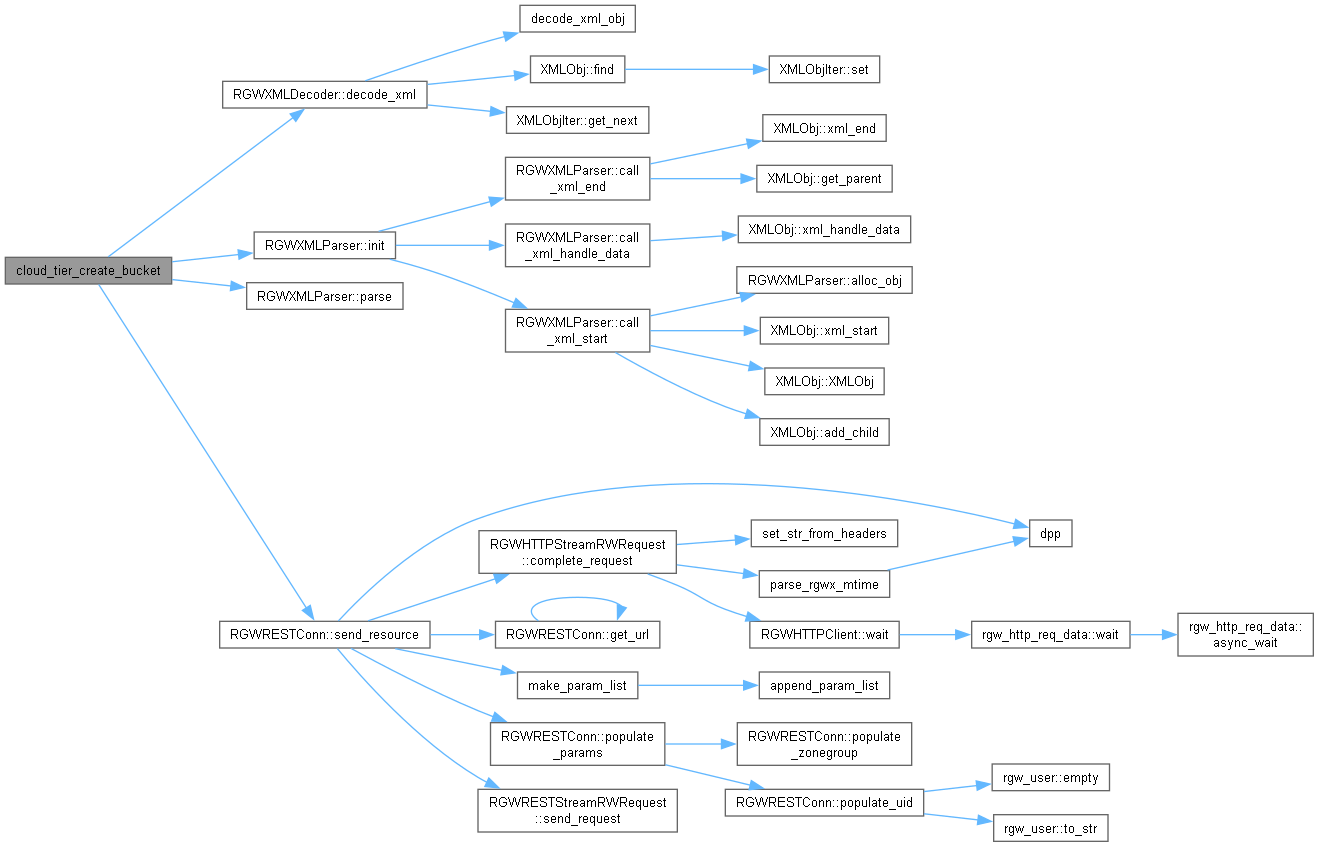 decode_xml_obj
XMLObj::find
XMLObjIter::set
RGWXMLDecoder::decode_xml
XMLObjIter::get_next
XMLObj::xml_end
RGWXMLParser::call
_xml_end
XMLObj::get_parent
RGWXMLParser::init
RGWXMLParser::call
_xml_handle_data
XMLObj::xml_handle_data
cloud_tier_create_bucket
RGWXMLParser::parse
RGWXMLParser::alloc_obj
RGWXMLParser::call
_xml_start
XMLObj::xml_start
XMLObj::XMLObj
XMLObj::add_child
dpp
RGWHTTPStreamRWRequest
::complete_request
set_str_from_headers
parse_rgwx_mtime
RGWRESTConn::send_resource
RGWRESTConn::get_url
RGWHTTPClient::wait
rgw_http_req_data::wait
rgw_http_req_data::
async_wait
make_param_list
append_param_list
RGWRESTConn::populate
_params
RGWRESTConn::populate
_zonegroup
RGWRESTStreamRWRequest
::send_request
RGWRESTConn::populate_uid
rgw_user::empty
rgw_user::to_str